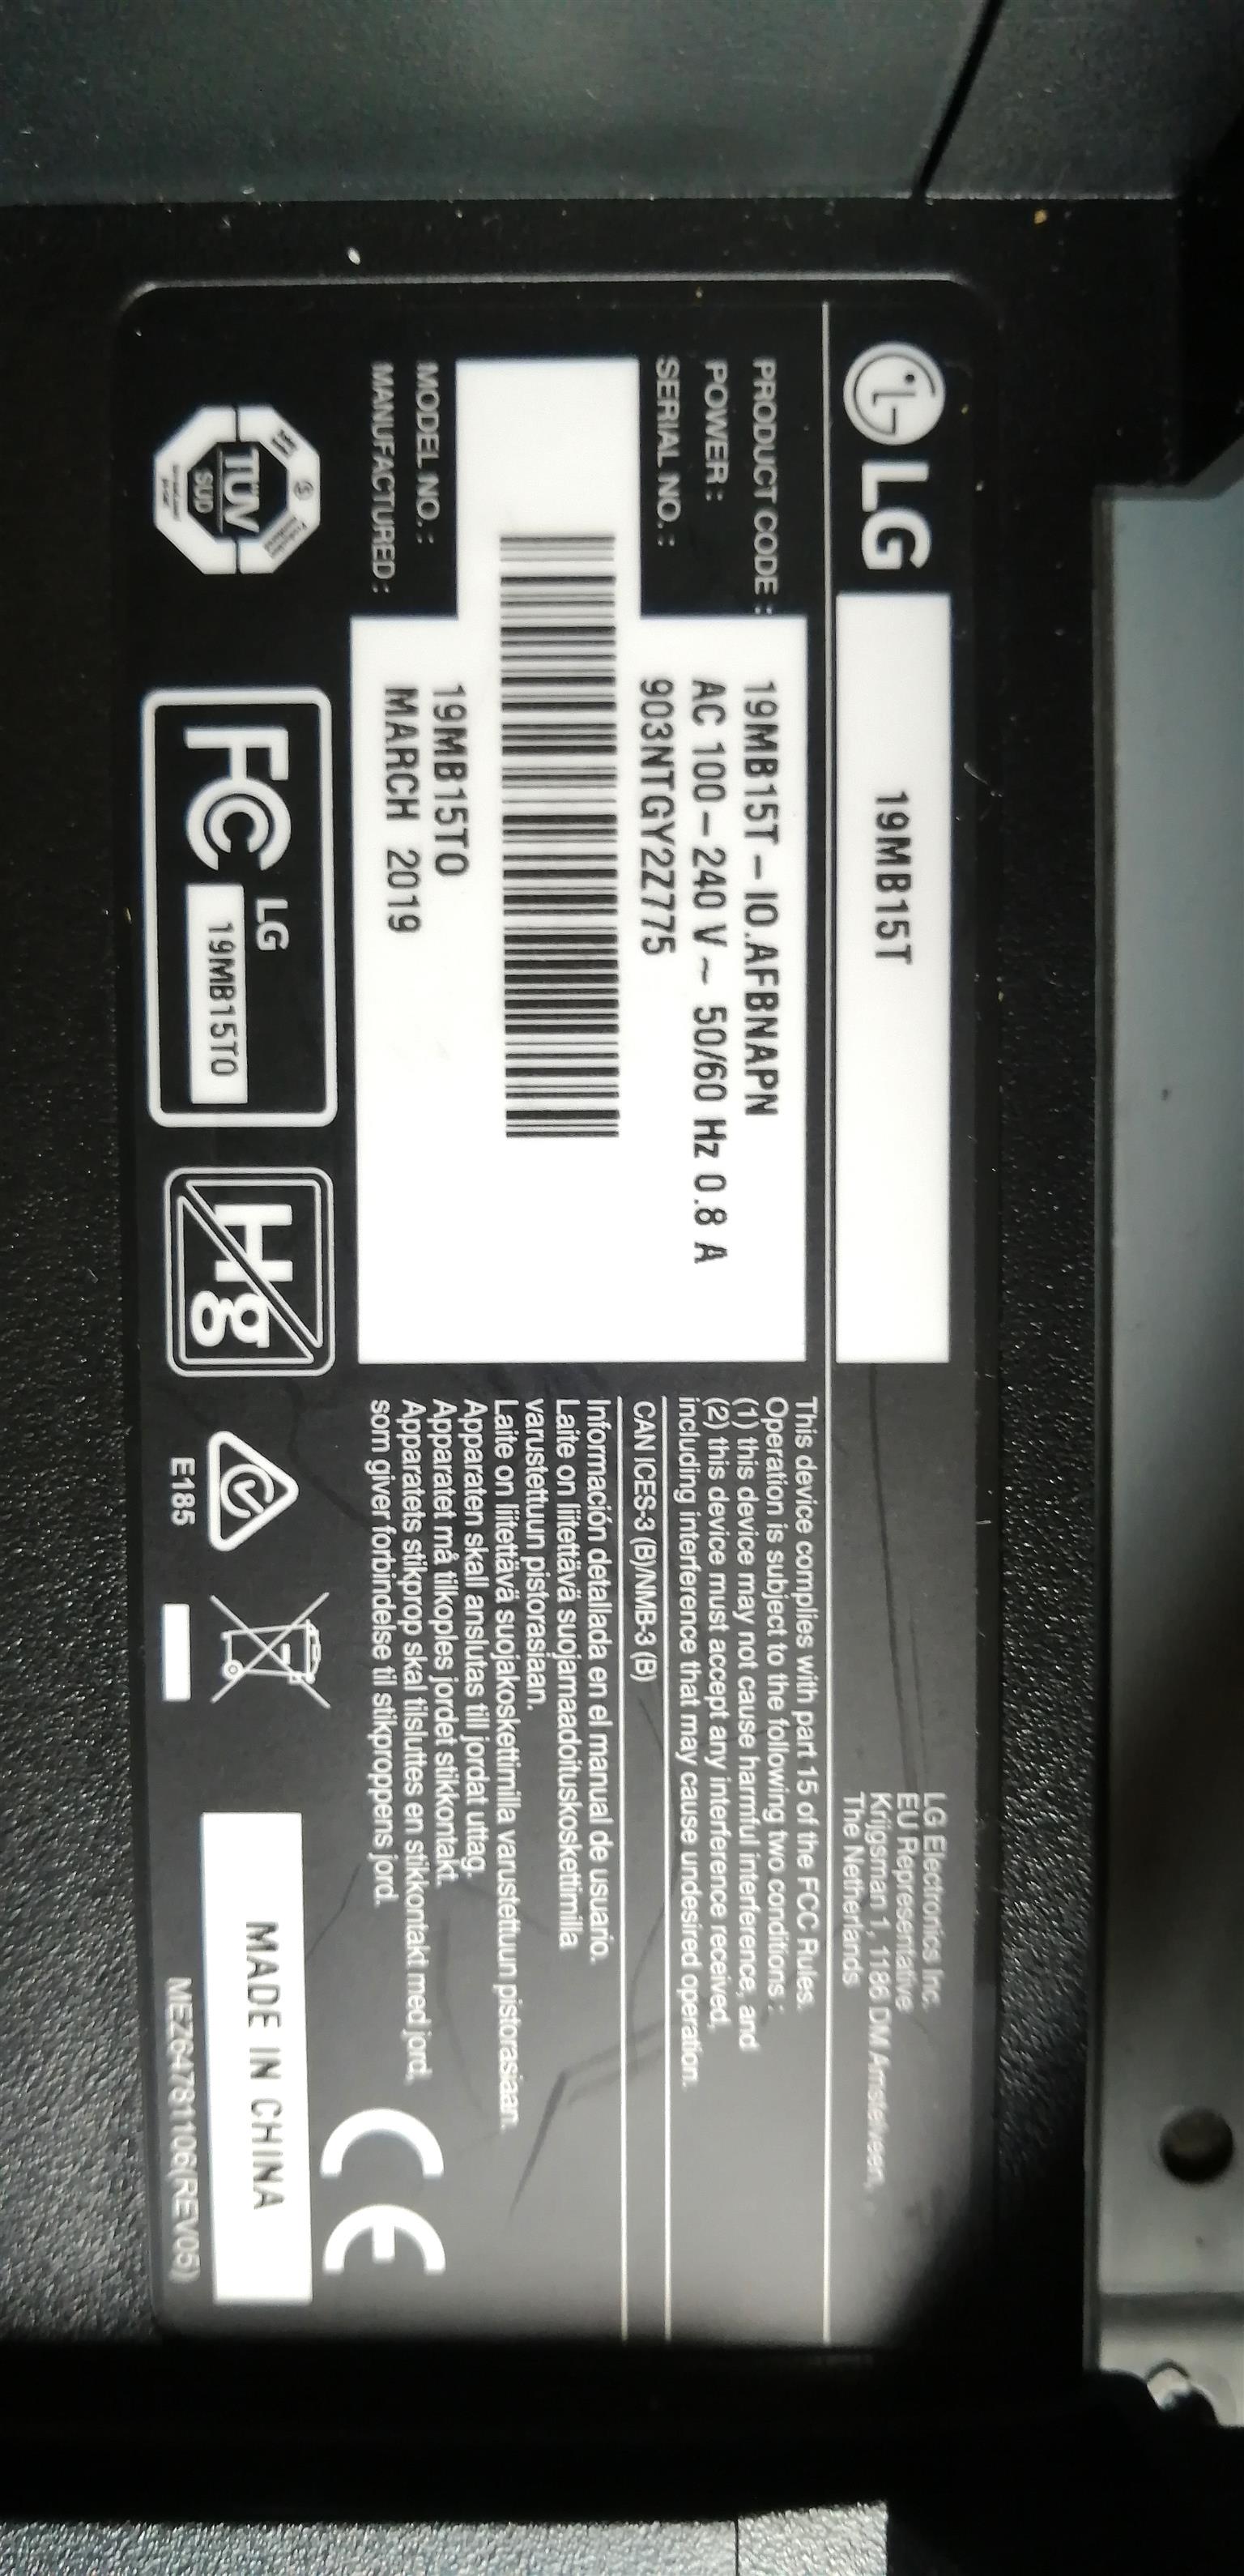 LG 19MB15T
LG Electronics Inc.
EU Representative
Krijgsman 1, 1186 DM Amstelveen,
The Netherlands
PRODUCT CODE : 19MB15T-IO.AFBNAPN
POWER : AC 100-240 V ~ 50/60 Hz 0.8 A
SERIAL NO. : 903NTGY2Z775
MODEL NO. : 19MB15TO
MANUFACTURED : MARCH 2019
This device complies with part 15 of the FCC Rules.
Operation is subject to the following two conditions :
(1) this device may not cause harmful interference, and
(2) this device must accept any interference received,
including interference that may cause undesired operation.
CAN ICES-3 (B)/NMB-3 (B)
Información detallada en el manual de usuario.
Laite on liitettävä suojamaadoituskoskettimilla
varustettuun pistorasiaan.
Laite on liitettävä suojakoskettimilla varustettuun pistorasiaan.
Apparaten skall anslutas till jordat uttag.
Apparatet må tilkoples jordet stikkontakt.
Apparatets stikprop skal tilsluttes en stikkontakt med jord,
som giver forbindelse til stikproppens jord.
TÜV
SÜD
FC LG
19MB15TO
Hg
E185
CE
MADE IN CHINA
MEZ64781106(REV05)